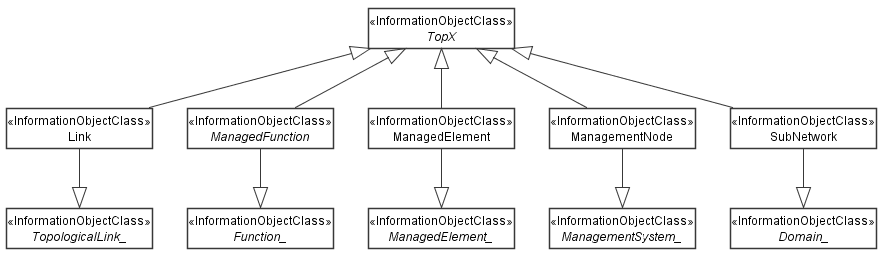 «InformationObjectClass»
TopX
«InformationObjectClass»
Link
«InformationObjectClass»
ManagedFunction
«InformationObjectClass»
ManagedElement
«InformationObjectClass»
ManagementNode
«InformationObjectClass»
SubNetwork
«InformationObjectClass»
TopologicalLink_
«InformationObjectClass»
Function_
«InformationObjectClass»
ManagedElement_
«InformationObjectClass»
ManagementSystem_
«InformationObjectClass»
Domain_